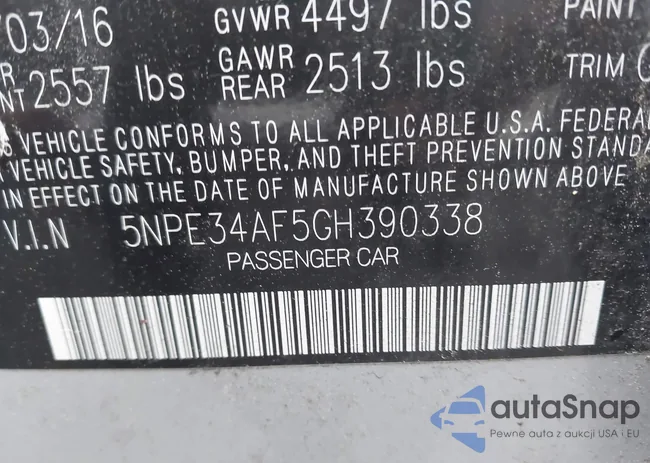 03/16 GVWR 4497 lbs PAINT
2557 lbs GAWR REAR 2513 lbs TRIM
VEHICLE CONFORMS TO ALL APPLICABLE U.S.A. FEDERAL
VEHICLE SAFETY, BUMPER, AND THEFT PREVENTION STANDA
IN EFFECT ON THE DATE OF MANUFACTURE SHOWN ABOVE
V.I.N 5NPE34AF5GH390338
PASSENGER CAR
autaSnap
Pewne auta z aukcji USA i EU